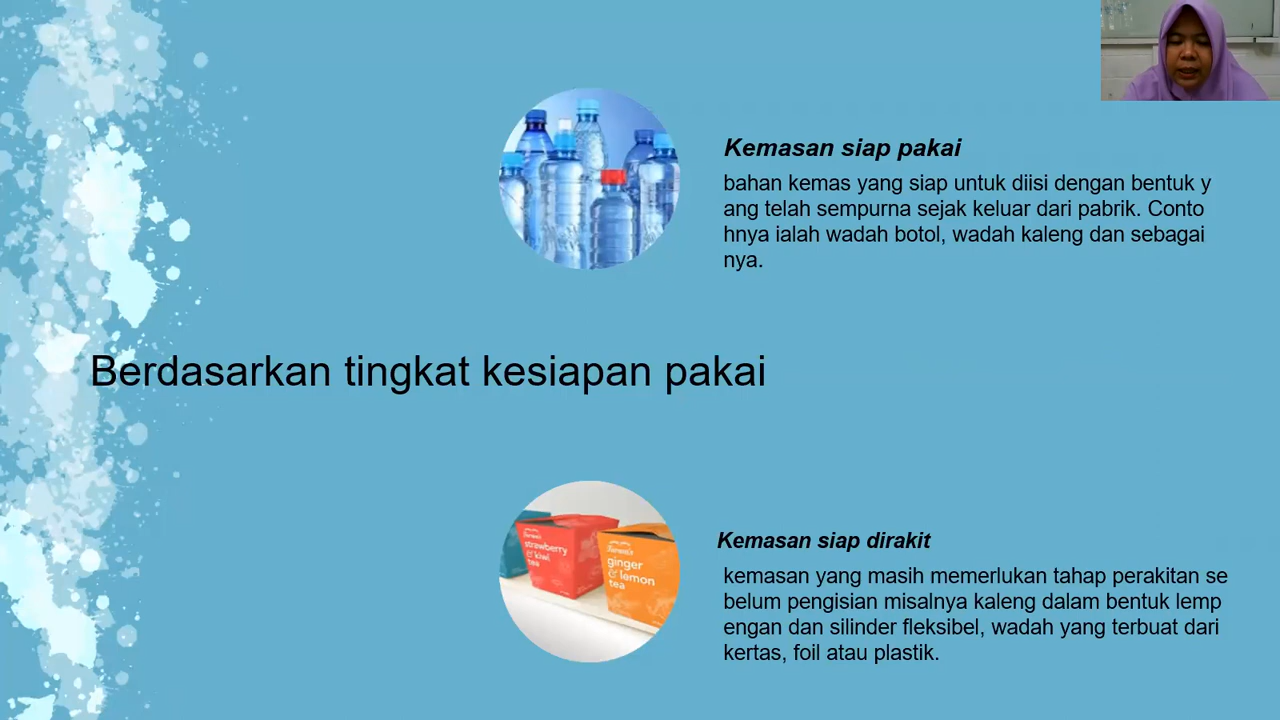 Kemasan siap pakai
bahan kemas yang siap untuk diisi dengan bentuk y
ang telah sempurna sejak keluar dari pabrik. Conto
hnya ialah wadah botol, wadah kaleng dan sebagai
nya.
Berdasarkan tingkat kesiapan pakai
strawberry
& kiwi
tea
ginger
& lemon
tea
Kemasan siap dirakit
kemasan yang masih memerlukan tahap perakitan se
belum pengisian misalnya kaleng dalam bentuk lemp
engan dan silinder fleksibel, wadah yang terbuat dari
kertas, foil atau plastik.